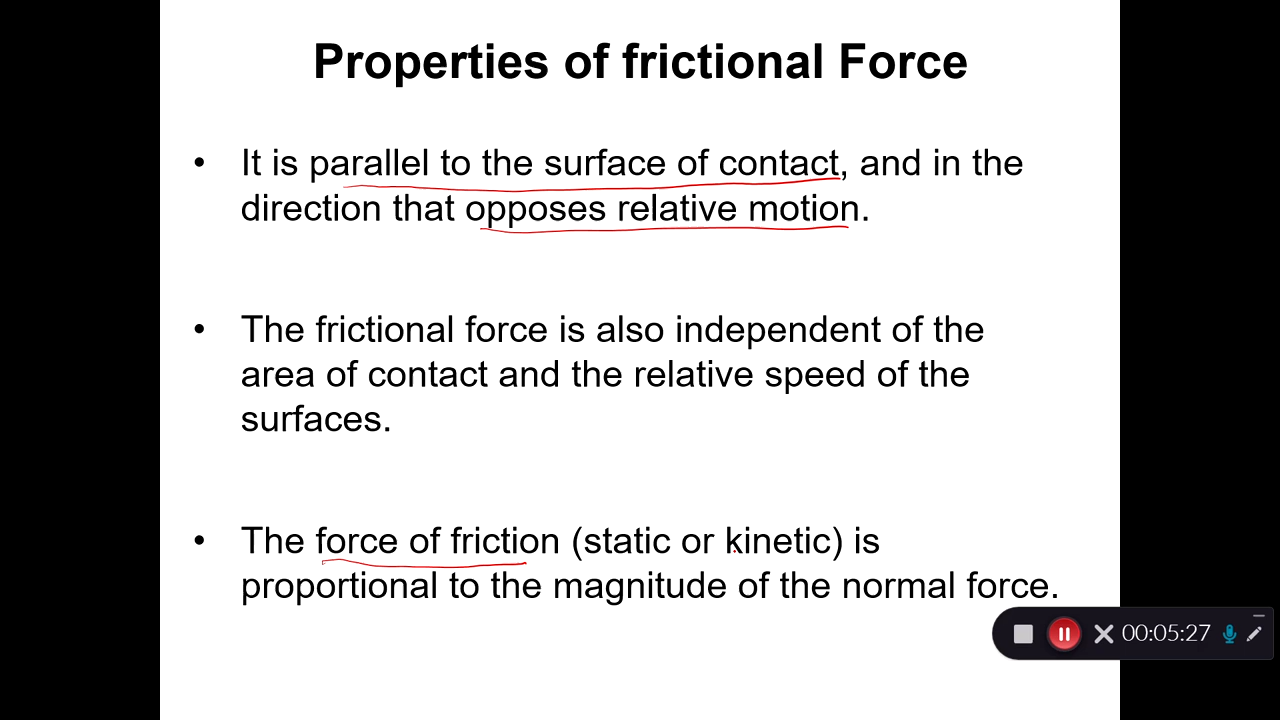 Properties of frictional Force
• It is parallel to the surface of contact, and in the
direction that opposes relative motion.
• The frictional force is also independent of the
area of contact and the relative speed of the
surfaces.
• The force of friction (static or kinetic) is
proportional to the magnitude of the normal force.
00:05:27